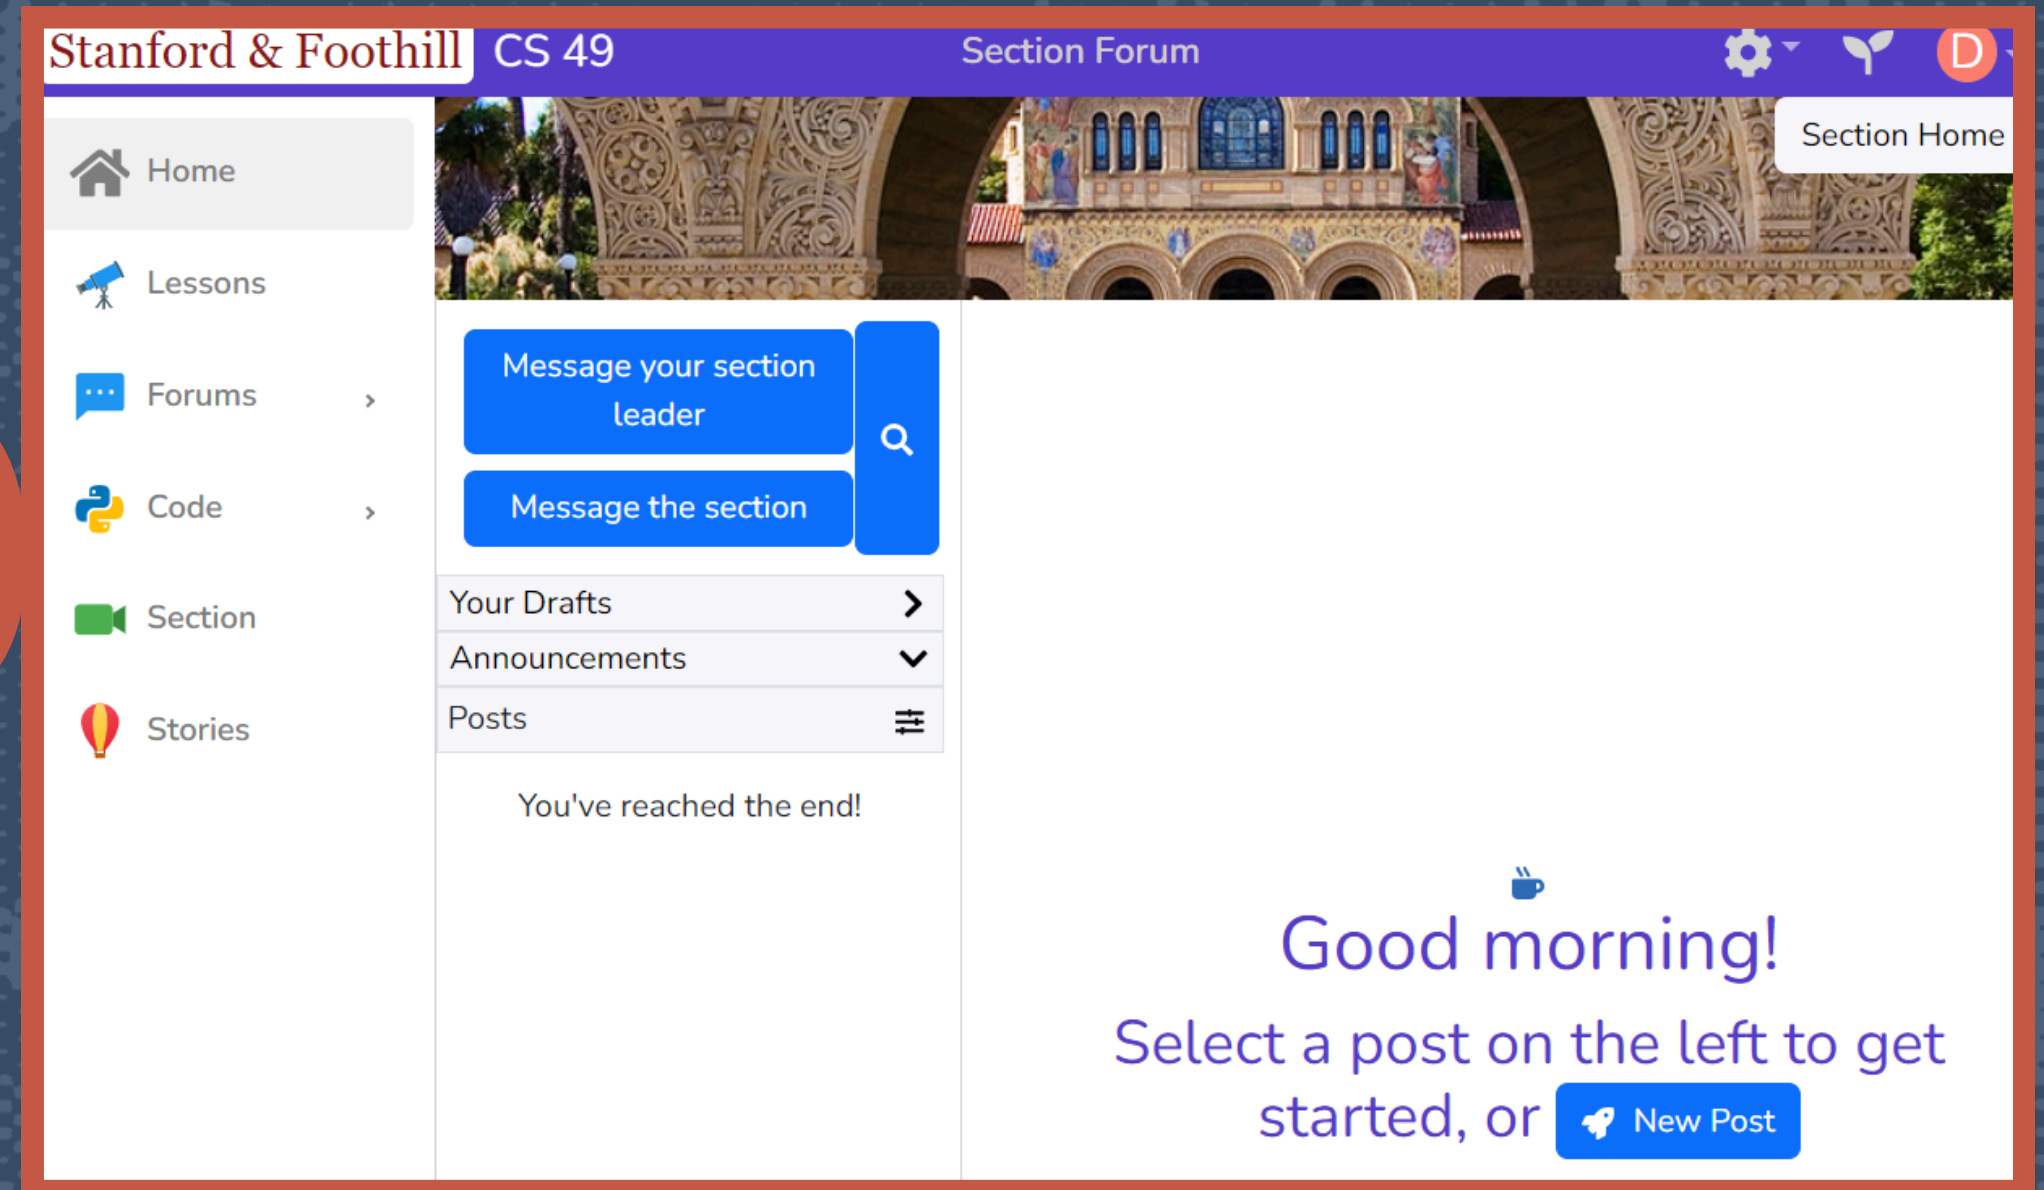 Stanford & Foothill CS 49 Section Forum D
Section Home
Home
Lessons
Forums
Code
Section
Stories
Message your section
leader
Message the section
Your Drafts
Announcements
Posts
You've reached the end!
Good morning!
Select a post on the left to get
started, or New Post